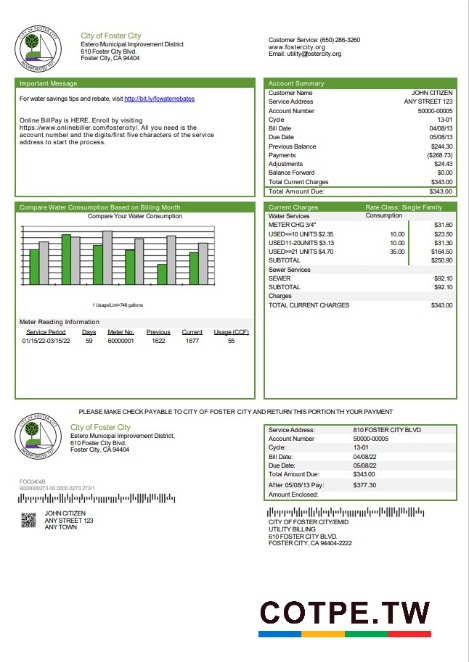 City of Foster City
Estero Municipal Improvement District
610 Foster City Blvd.
Foster City, CA 94404
Customer Service: (650) 286-3260
www.fostercity.org
Email: utility@fostercity.org
Important Message
For water savings tips and rebate, visit http://bit.ly/fcwaterrebates
Online BillPay is HERE. Enroll by visiting
https://www.onlinebiller.com/fostercity/. All you need is the
account number and the digits/first five characters of the service
address to start the process.
Account Summary
Customer Name JOHN CITIZEN
Service Address ANY STREET 123
Account Number 50000-00005
Cycle 13-01
Bill Date 04/08/13
Due Date 05/08/13
Previous Balance $244.30
Payments ($268.73)
Adjustments $24.43
Balance Forward $0.00
Total Current Charges $343.00
Total Amount Due: $343.00
Compare Water Consumption Based on Billing Month
Compare Your Water Consumption
1 Usage/Unit=748 gallons
Meter Reading Information
Service Period Days Meter No. Previous Current Usage (CCF)
01/15/22-03/15/22 59 60000001 1622 1677 55
Current Charges Rate Class: Single Family
Water Services Consumption
METER CHG 3/4" $31.60
USED<=10 UNITS $2.35 10.00 $23.50
USED11-20UNITS $3.13 10.00 $31.30
USED>=21 UNITS $4.70 35.00 $164.50
SUBTOTAL $250.90
Sewer Services
SEWER $92.10
SUBTOTAL $92.10
Charges
TOTAL CURRENT CHARGES $343.00
PLEASE MAKE CHECK PAYABLE TO CITY OF FOSTER CITY AND RETURN THIS PORTION TH YOUR PAYMENT
City of Foster City
Estero Municipal Improvement District,
610 Foster City Blvd.
Foster City, CA 94404
Service Address: 810 FOSTER CITY BLVD
Account Number 50000-00005
Cycle: 13-01
Bill Date: 04/08/22
Due Date: 05/08/22
Total Amount Due: $343.00
After 05/08/13 Pay: $377.30
Amount Enclosed:
JOHN CITIZEN
ANY STREET 123
ANY TOWN
CITY OF FOSTER CITY/EMID
UTILITY BILLING
610 FOSTER CITY BLVD.
FOSTER CITY, CA 94404-2222
COTPE.TW